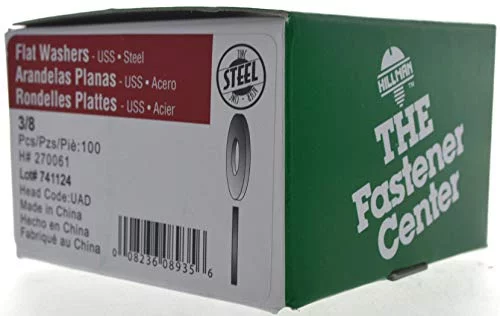 Flat Washers - USS • Steel
Arandelas Planas - USS • Acero
Rondelles Plattes - USS • Acier
3/8
Pcs/Pzs/Piè:100
H# 270061
Lot# 741124
Head Code:UAD
Made in China
Hecho en China
Fabriqué au China
0 08236 08935 6
STEEL
HILLMAN
THE
Fastener
Center